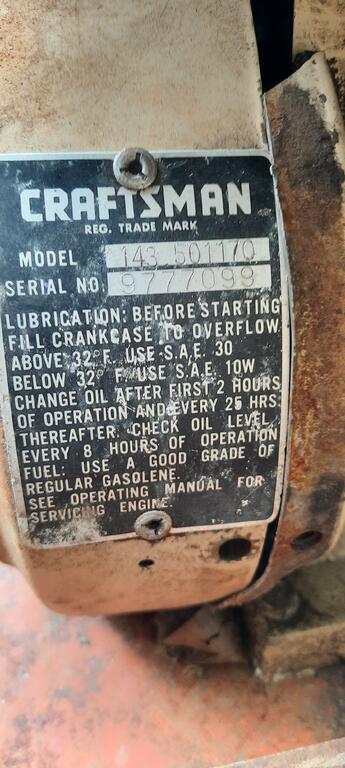 CRAFTSMAN
REG. TRADE MARK
MODEL 143 501170
SERIAL NO. 9777099
LUBRICATION: BEFORE STARTING
FILL CRANKCASE TO OVERFLOW
ABOVE 32° F. USE S.A.E. 30
BELOW 32° F. USE S.A.E. 10W
CHANGE OIL AFTER FIRST 2 HOURS
OF OPERATION AND EVERY 25 HRS.
THEREAFTER. CHECK OIL LEVEL
EVERY 8 HOURS OF OPERATION
FUEL: USE A GOOD GRADE OF
REGULAR GASOLENE.
SEE OPERATING MANUAL FOR
SERVICING ENGINE.